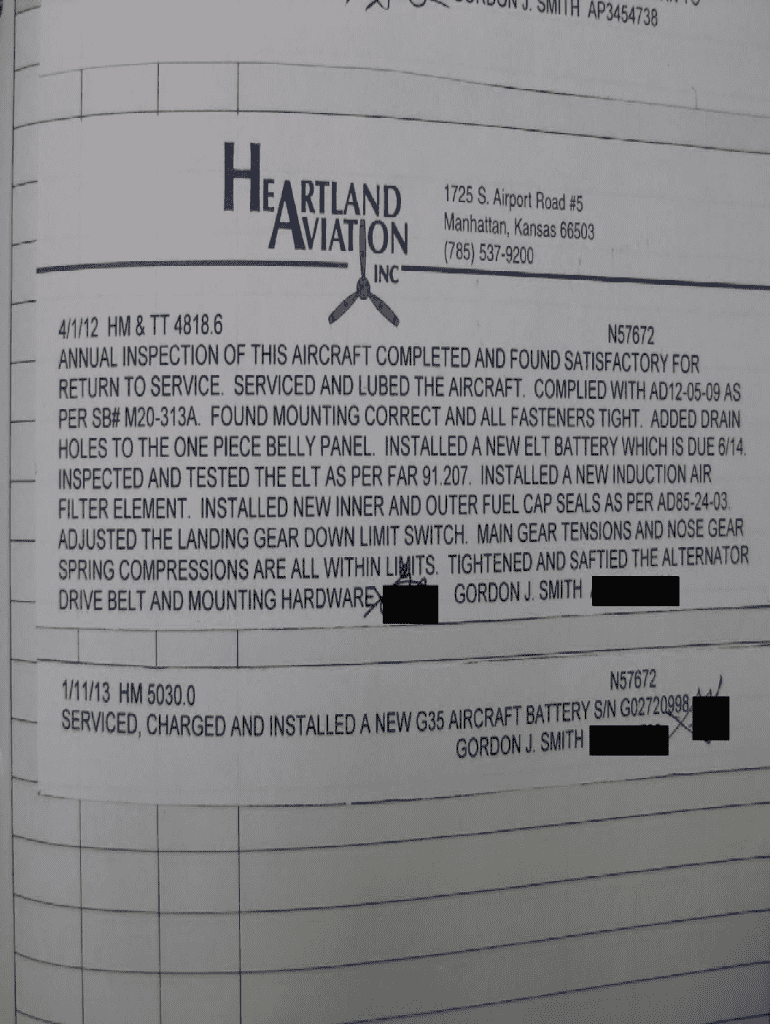 GORDON J. SMITH AP3454738
HEARTLAND
AVIATION
INC
1725 S. Airport Road #5
Manhattan, Kansas 66503
(785) 537-9200
4/1/12 HM & TT 4818.6 N57672
ANNUAL INSPECTION OF THIS AIRCRAFT COMPLETED AND FOUND SATISFACTORY FOR
RETURN TO SERVICE. SERVICED AND LUBED THE AIRCRAFT. COMPLIED WITH AD12-05-09 AS
PER SB# M20-313A. FOUND MOUNTING CORRECT AND ALL FASTENERS TIGHT. ADDED DRAIN
HOLES TO THE ONE PIECE BELLY PANEL. INSTALLED A NEW ELT BATTERY WHICH IS DUE 6/14.
INSPECTED AND TESTED THE ELT AS PER FAR 91.207. INSTALLED A NEW INDUCTION AIR
FILTER ELEMENT. INSTALLED NEW INNER AND OUTER FUEL CAP SEALS AS PER AD85-24-03.
ADJUSTED THE LANDING GEAR DOWN LIMIT SWITCH. MAIN GEAR TENSIONS AND NOSE GEAR
SPRING COMPRESSIONS ARE ALL WITHIN LIMITS. TIGHTENED AND SAFTIED THE ALTERNATOR
DRIVE BELT AND MOUNTING HARDWARE GORDON J. SMITH
1/11/13 HM 5030.0 N57672
SERVICED, CHARGED AND INSTALLED A NEW G35 AIRCRAFT BATTERY S/N G02720998
GORDON J. SMITH